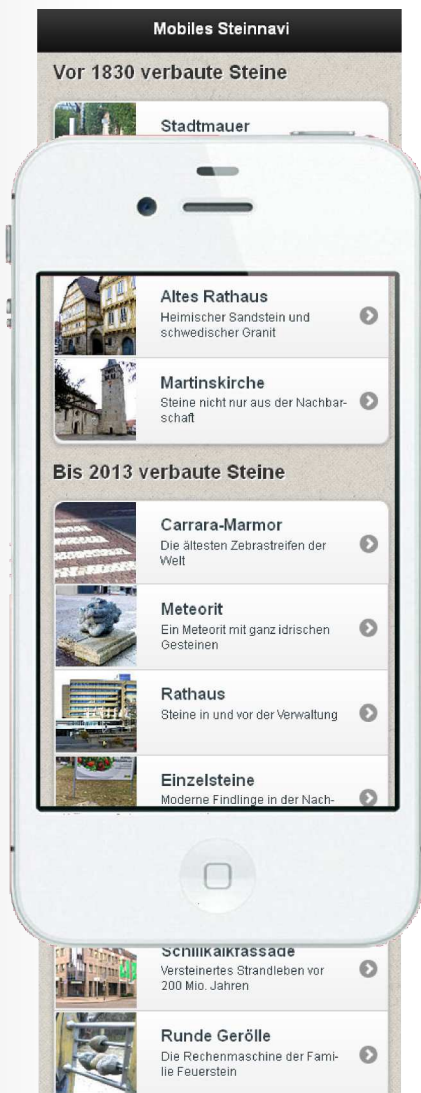 Mobiles Steinnavi
Vor 1830 verbaute Steine
Stadtmauer
Altes Rathaus
Heimischer Sandstein und
schwedischer Granit
Martinskirche
Steine nicht nur aus der Nachbar-
schaft
Bis 2013 verbaute Steine
Carrara-Marmor
Die ältesten Zebrastreifen der
Welt
Meteorit
Ein Meteorit mit ganz idrischen
Gesteinen
Rathaus
Steine in und vor der Verwaltung
Einzelsteine
Moderne Findlinge in der Nach-
Schillkalkfassade
Versteinertes Strandleben vor
200 Mio. Jahren
Runde Gerölle
Die Rechenmaschine der Fami-
lie Feuerstein